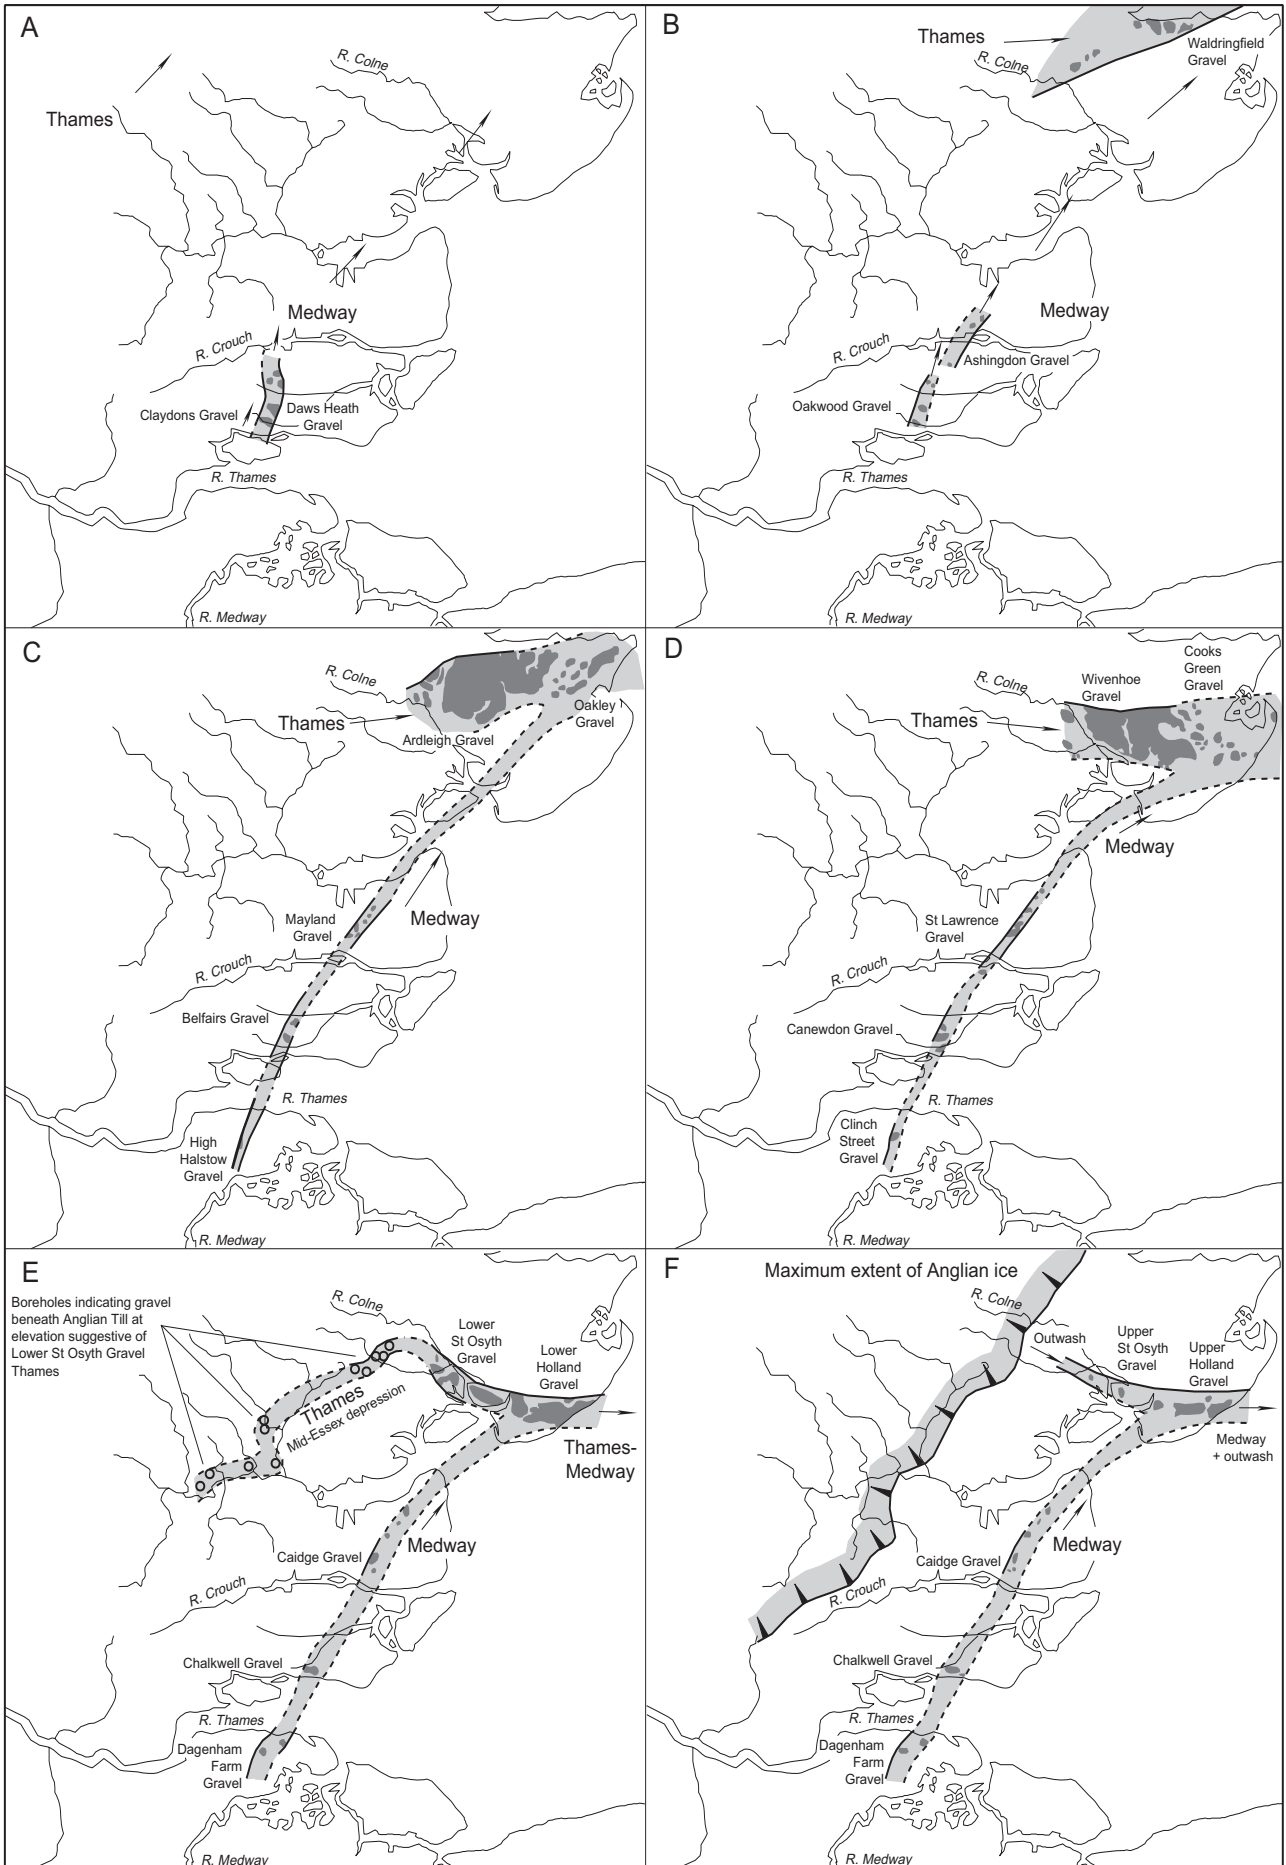 A
R. Colne
Thames
Medway
R. Crouch
Claydons Gravel
Daws Heath
Gravel
R. Thames
R. Medway
B
Thames
Waldringfield
Gravel
R. Colne
Medway
R. Crouch
Ashingdon Gravel
Oakwood Gravel
R. Thames
R. Medway
C
R. Colne
Thames
Oakley
Gravel
Ardleigh Gravel
Mayland
Gravel
Medway
R. Crouch
Belfairs Gravel
R. Thames
High
Halstow
Gravel
R. Medway
D
Cooks
Green
Gravel
R. Colne
Wivenhoe
Gravel
Thames
Medway
St Lawrence
Gravel
R. Crouch
Canewdon Gravel
R. Thames
Clinch
Street
Gravel
R. Medway
E
Boreholes indicating gravel
beneath Anglian Till at
elevation suggestive of
Lower St Osyth Gravel
Thames
R. Colne
Lower
St Osyth
Gravel
Lower
Holland
Gravel
Thames
Mid-Essex depression
Thames-
Medway
Medway
Caidge Gravel
R. Crouch
Chalkwell Gravel
R. Thames
Dagenham
Farm
Gravel
R. Medway
F
Maximum extent of Anglian ice
R. Colne
Outwash
Upper
St Osyth
Gravel
Upper
Holland
Gravel
Medway
+ outwash
Medway
Caidge Gravel
R. Crouch
Chalkwell Gravel
R. Thames
Dagenham
Farm
Gravel
R. Medway